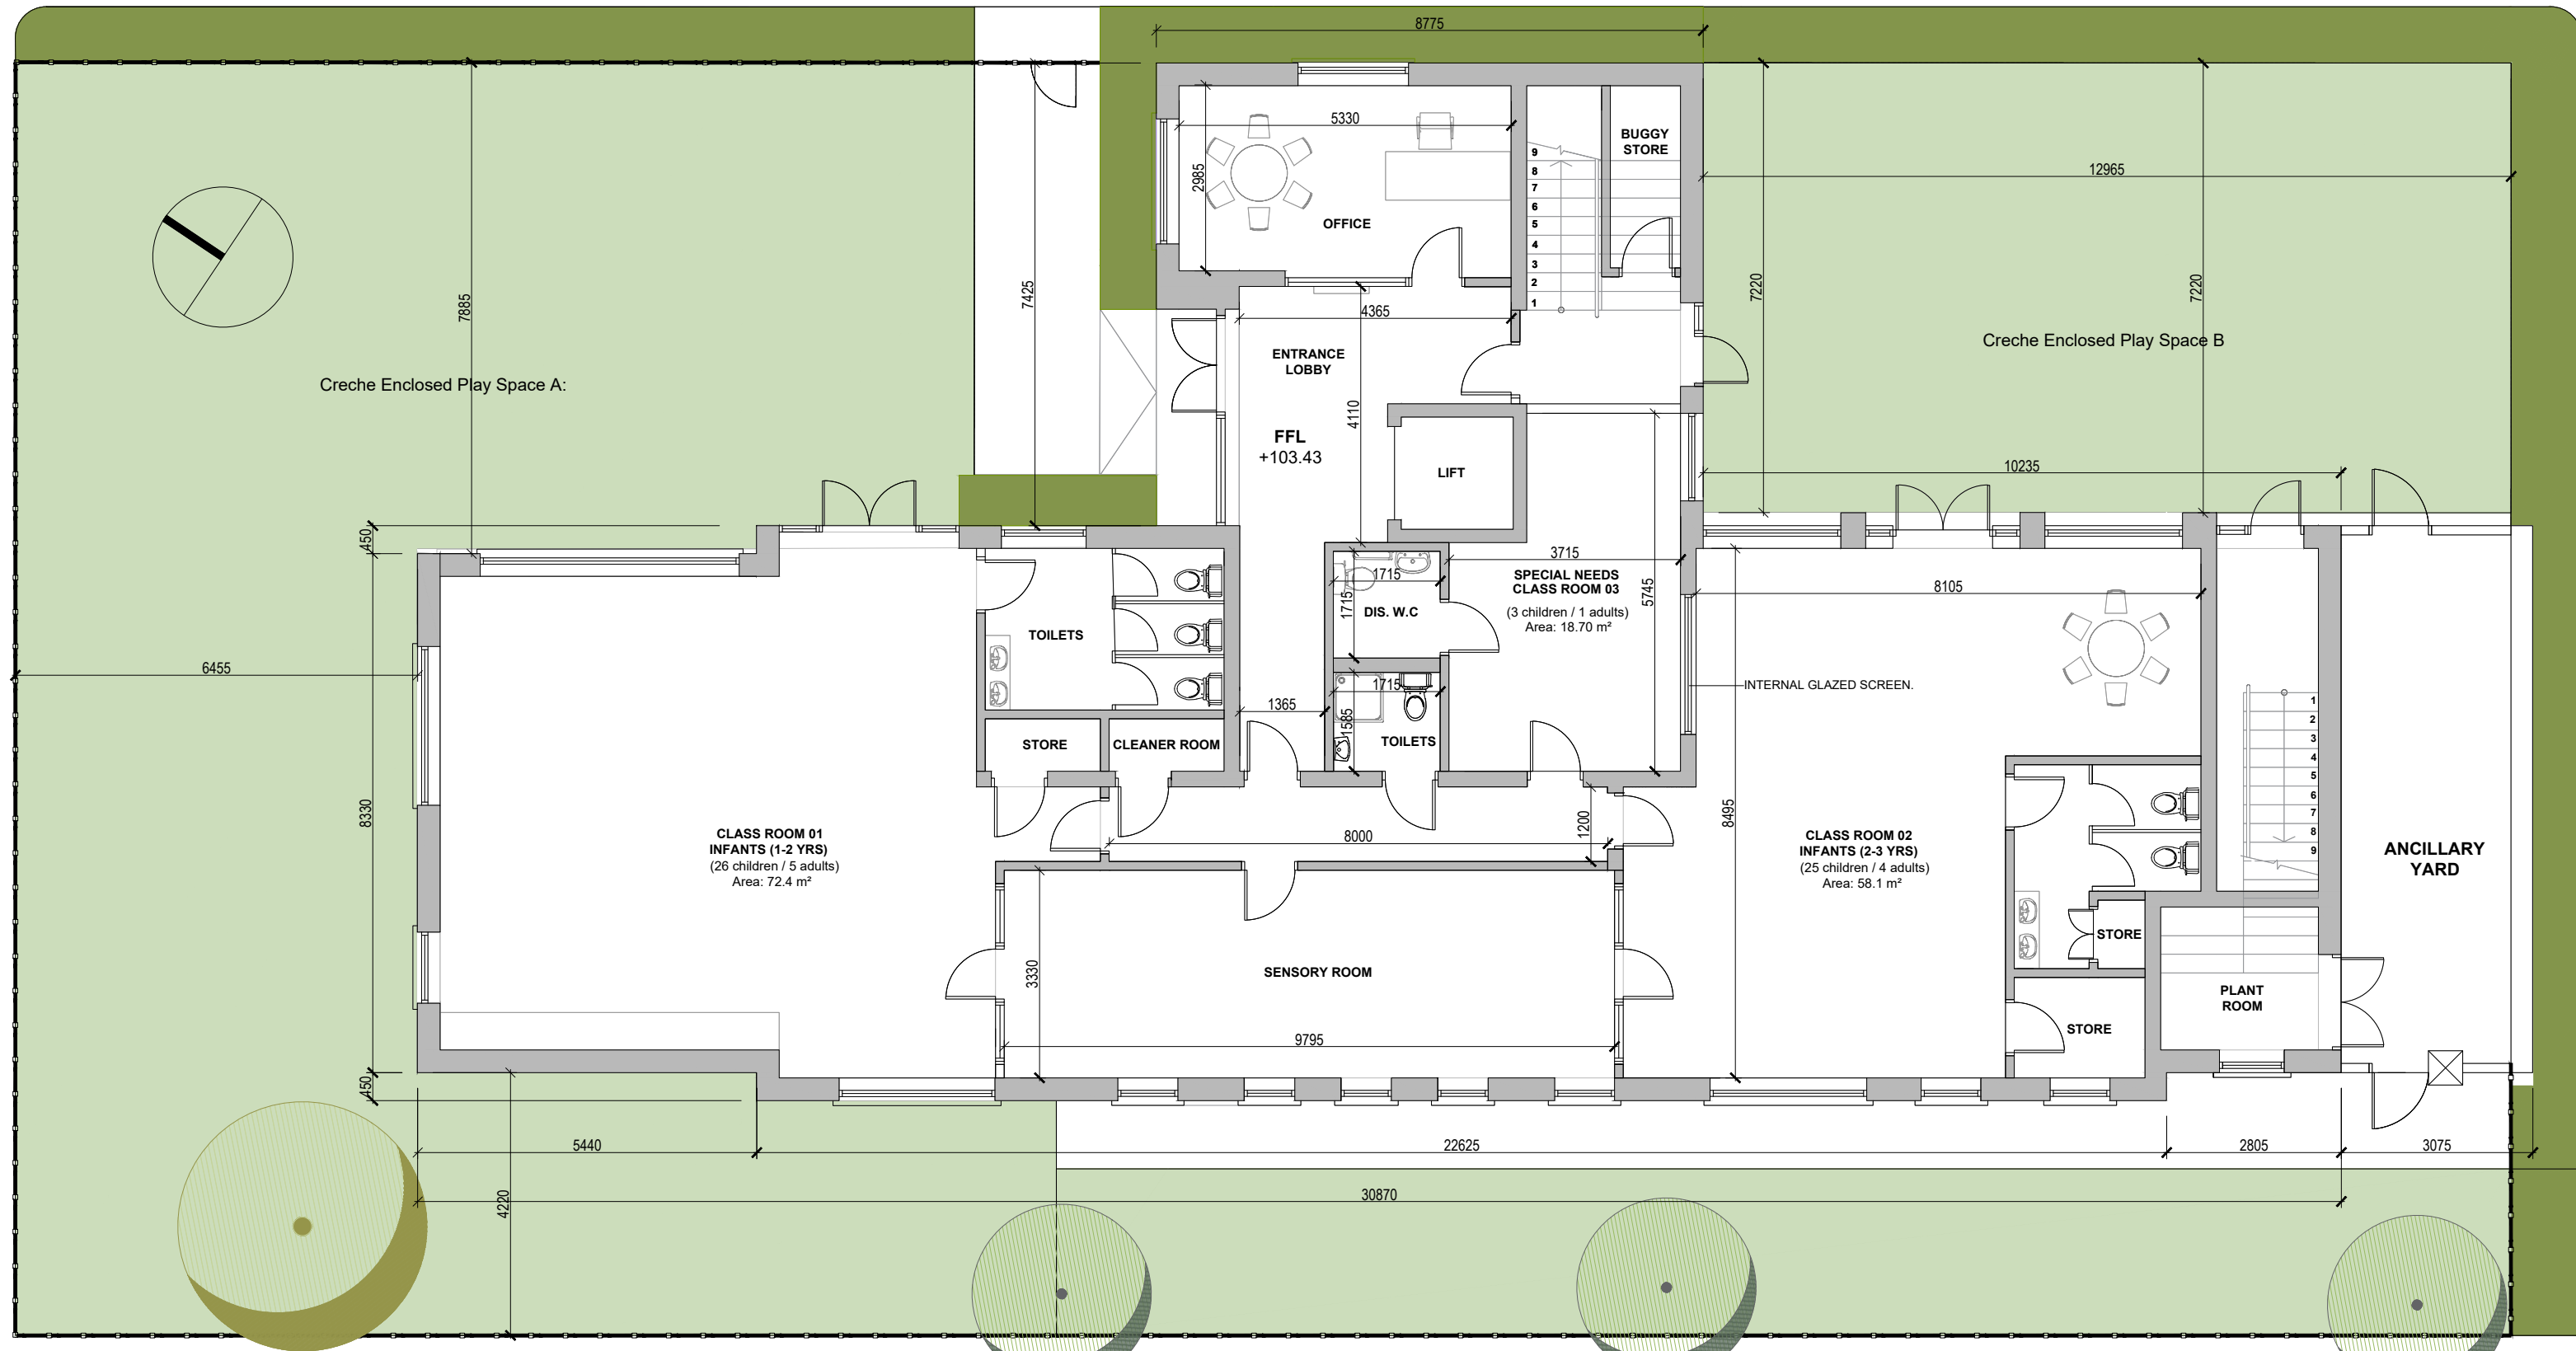 8775
5330
2985
OFFICE
BUGGY
STORE
9
8
7
6
5
4
3
2
1
12965
7885
7425
7220
7220
4365
ENTRANCE
LOBBY
4110
FFL
+103.43
LIFT
Creche Enclosed Play Space A:
Creche Enclosed Play Space B
10235
450
3715
SPECIAL NEEDS
CLASS ROOM 03
(3 children / 1 adults)
Area: 18.70 m²
5745
1715
1715
DIS. W.C
8105
TOILETS
6455
INTERNAL GLAZED SCREEN.
1715
1585
TOILETS
1365
STORE
CLEANER ROOM
1
2
3
4
5
6
7
8
9
8330
CLASS ROOM 01
INFANTS (1-2 YRS)
(26 children / 5 adults)
Area: 72.4 m²
8000
1200
8495
CLASS ROOM 02
INFANTS (2-3 YRS)
(25 children / 4 adults)
Area: 58.1 m²
ANCILLARY
YARD
STORE
3330
SENSORY ROOM
PLANT
ROOM
STORE
9795
450
5440
22625
2805
3075
4220
30870